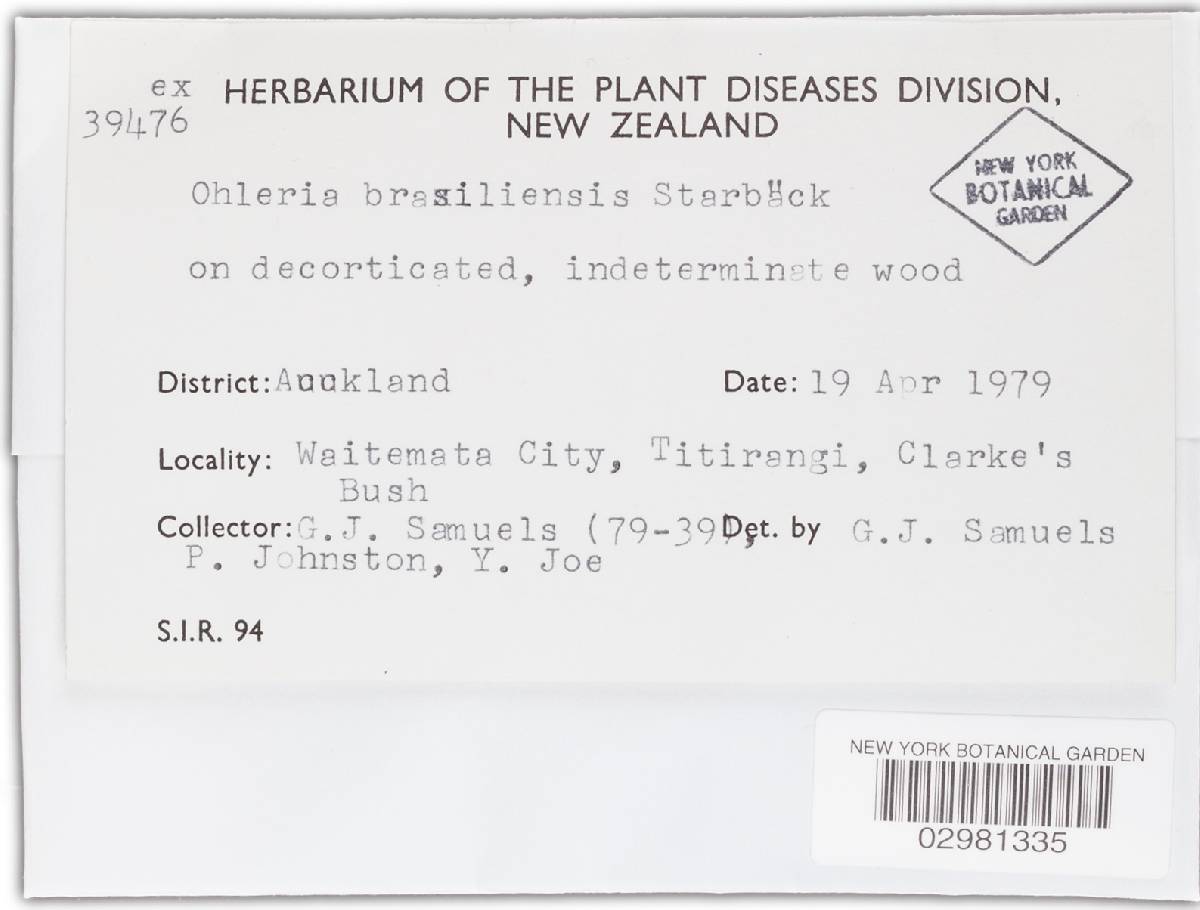 ex HERBARIUM OF THE PLANT DISEASES DIVISION,
39476 NEW ZEALAND
NEW YORK
BOTANICAL
GARDEN
Ohleria brasiliensis Starbäck
on decorticated, indeterminate wood
District: Auukland Date: 19 Apr 1979
Locality: Waitemata City, Titirangi, Clarke's
Bush
Collector: G.J. Samuels (79-39), Det. by G.J. Samuels
P. Johnston, Y. Joe
S.I.R. 94
NEW YORK BOTANICAL GARDEN
02981335